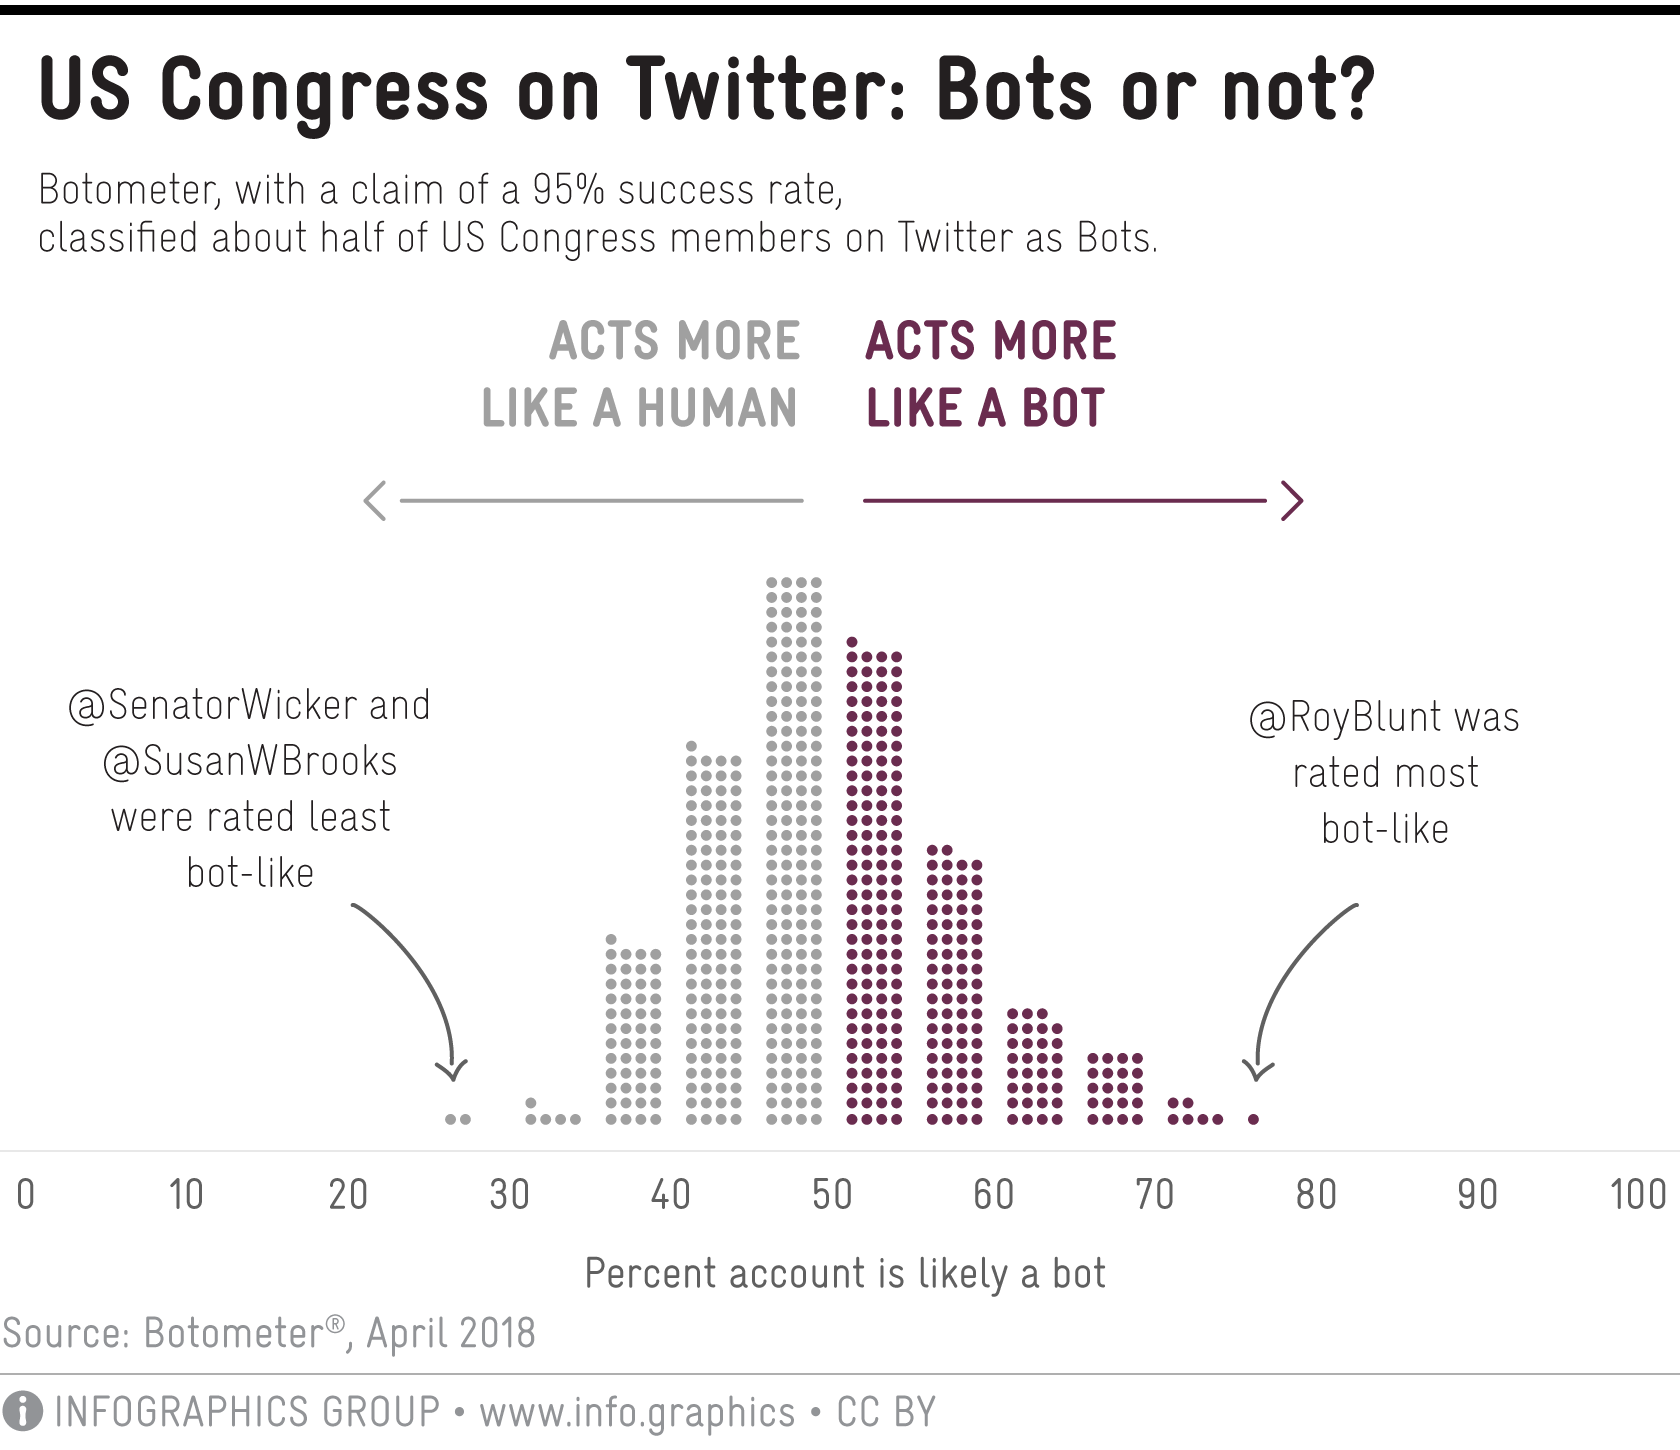 US Congress on Twitter: Bots or not?
Botometer, with a claim of a 95% success rate,
classified about half of US Congress members on Twitter as Bots.
ACTS MORE
LIKE A HUMAN
ACTS MORE
LIKE A BOT
@SenatorWicker and
@SusanWBrooks
were rated least
bot-like
@RoyBlunt was
rated most
bot-like
0 10 20 30 40 50 60 70 80 90 100
Percent account is likely a bot
Source: Botometer®, April 2018
i INFOGRAPHICS GROUP • www.info.graphics • CC BY